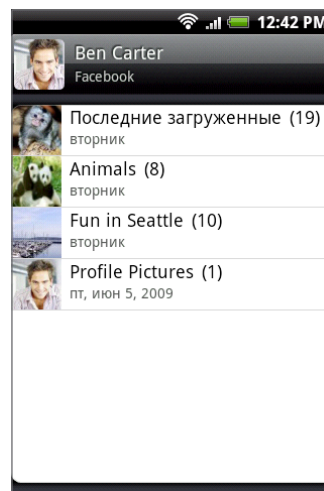 12:42 PM
Ben Carter
Facebook
Последние загруженные (19)
вторник
Animals (8)
вторник
Fun in Seattle (10)
вторник
Profile Pictures (1)
пт, июн 5, 2009